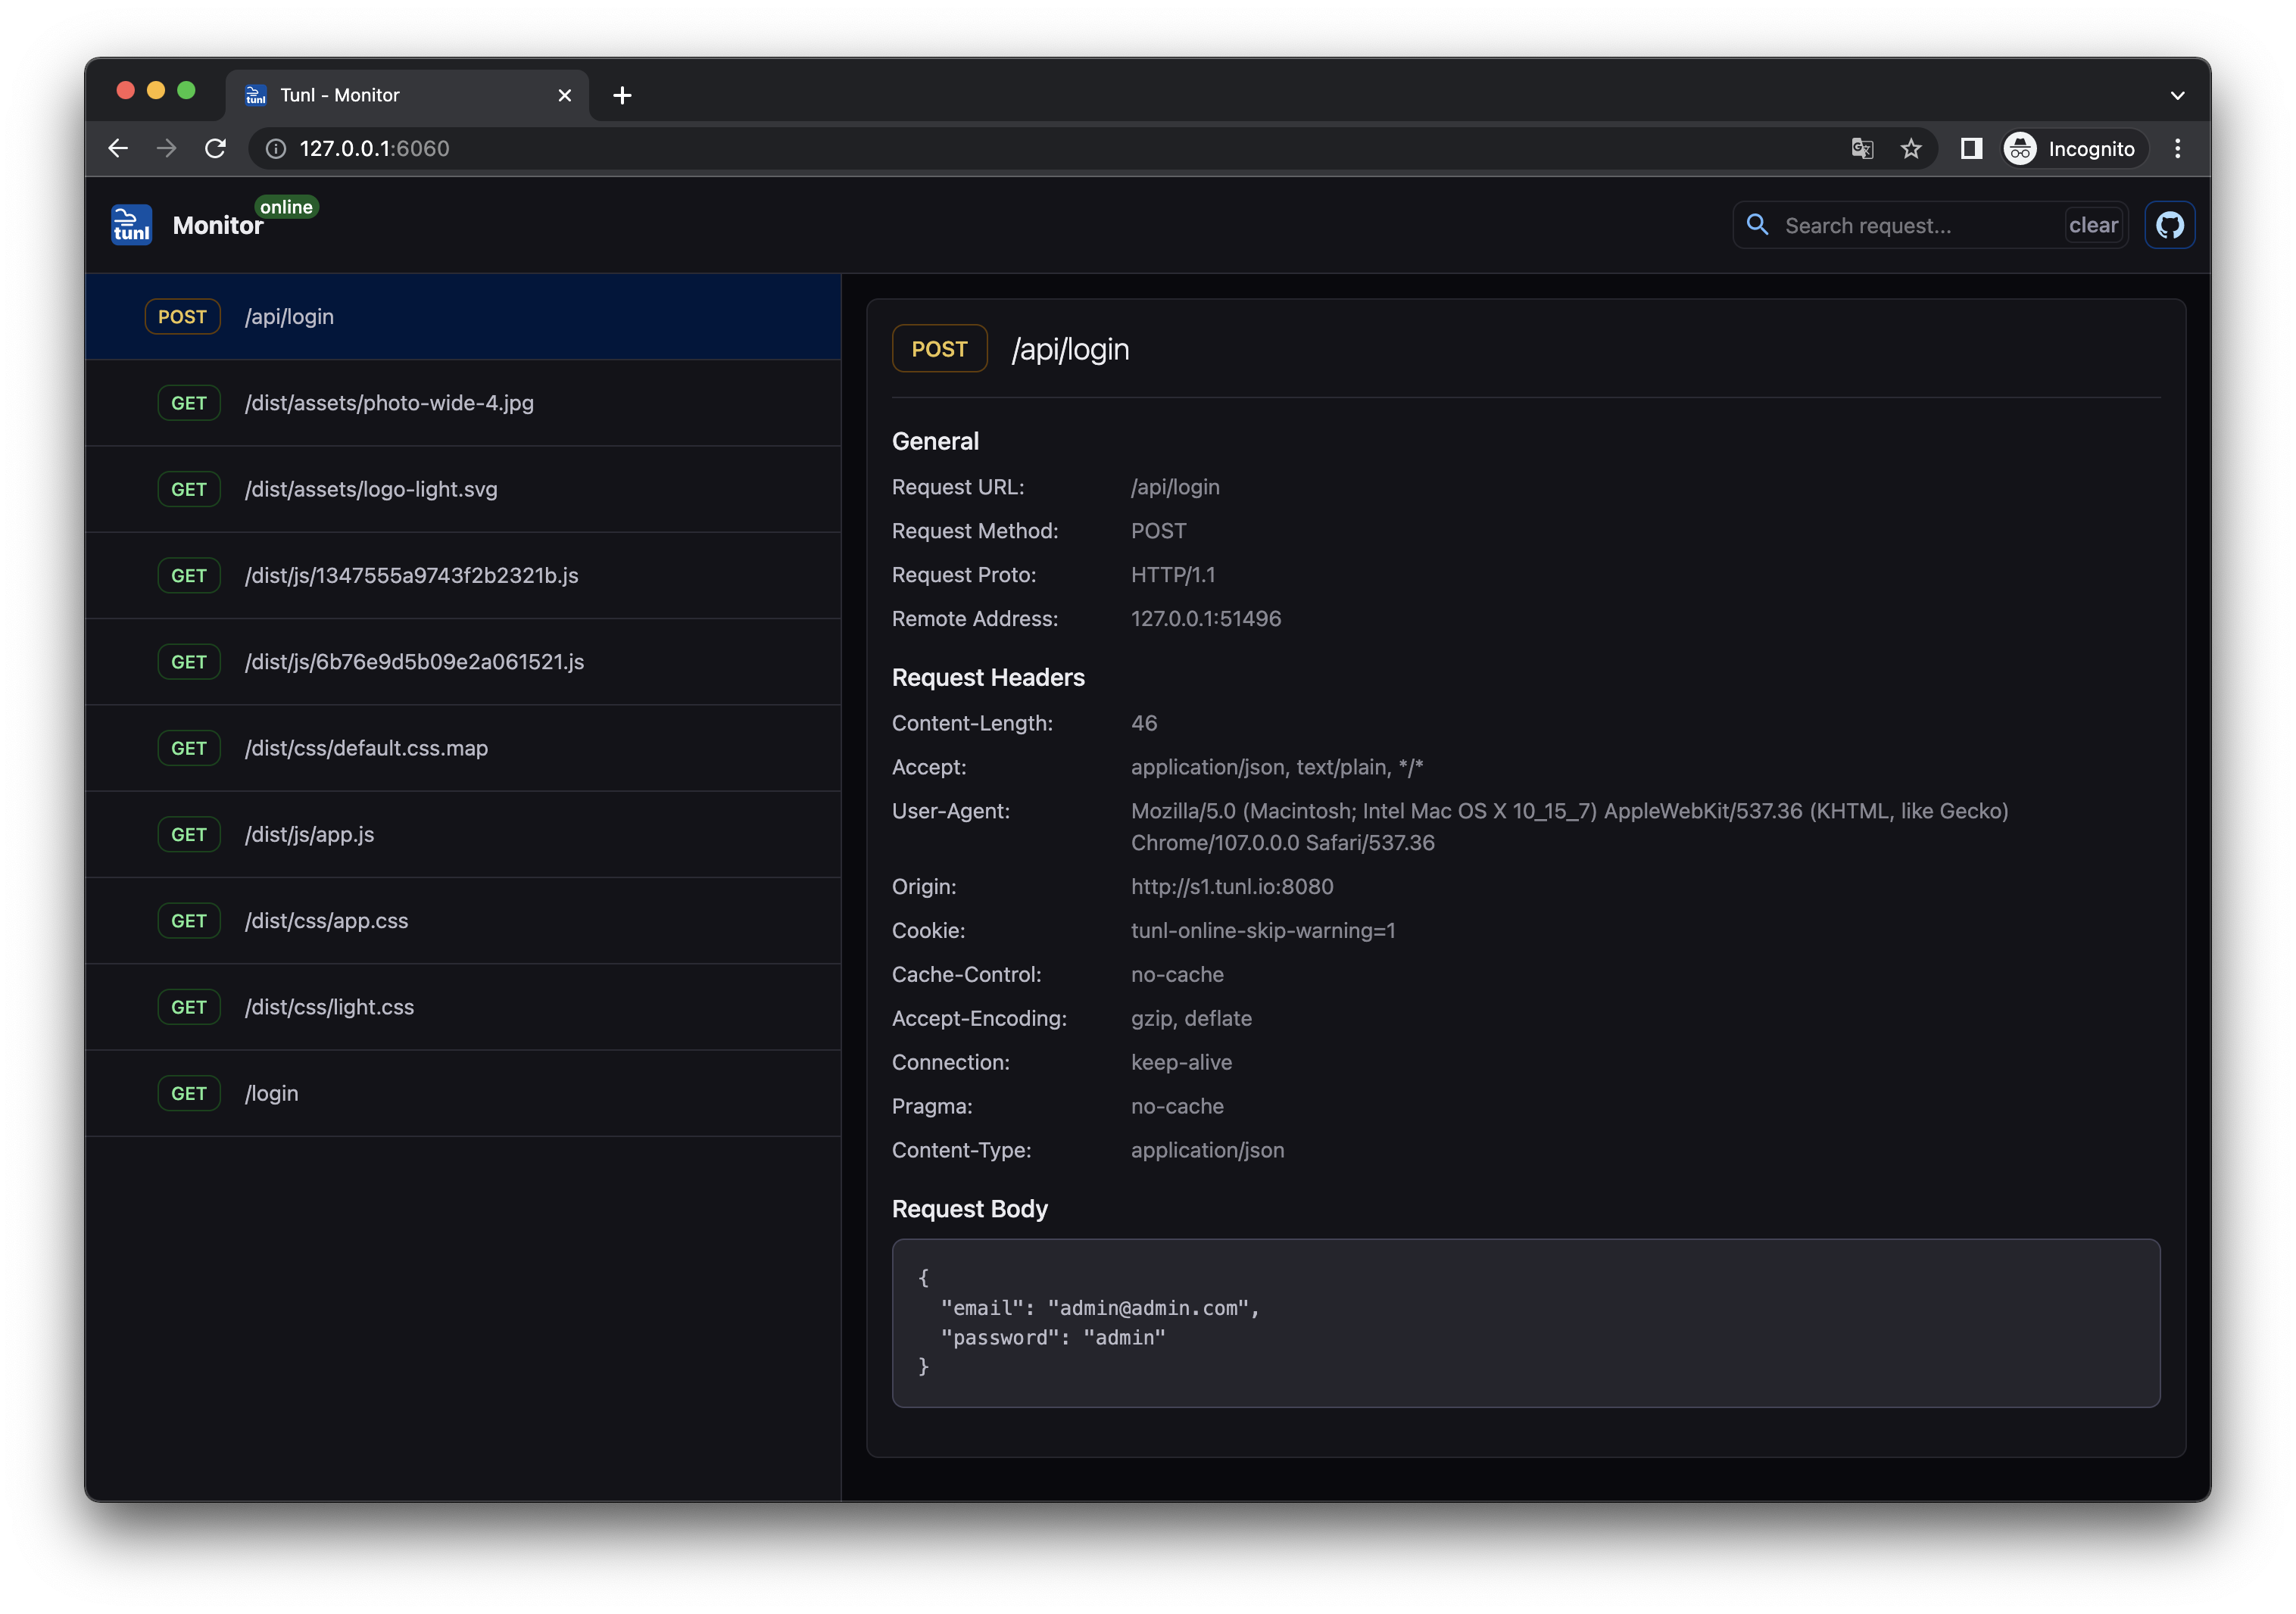 Tunl - Monitor
127.0.0.1:6060
Incognito
tunl
Monitor
online
Search request...
clear
POST /api/login
GET /dist/assets/photo-wide-4.jpg
GET /dist/assets/logo-light.svg
GET /dist/js/1347555a9743f2b2321b.js
GET /dist/js/6b76e9d5b09e2a061521.js
GET /dist/css/default.css.map
GET /dist/js/app.js
GET /dist/css/app.css
GET /dist/css/light.css
GET /login
POST /api/login
General
Request URL: /api/login
Request Method: POST
Request Proto: HTTP/1.1
Remote Address: 127.0.0.1:51496
Request Headers
Content-Length: 46
Accept: application/json, text/plain, */*
User-Agent: Mozilla/5.0 (Macintosh; Intel Mac OS X 10_15_7) AppleWebKit/537.36 (KHTML, like Gecko)
Chrome/107.0.0.0 Safari/537.36
Origin: http://s1.tunl.io:8080
Cookie: tunl-online-skip-warning=1
Cache-Control: no-cache
Accept-Encoding: gzip, deflate
Connection: keep-alive
Pragma: no-cache
Content-Type: application/json
Request Body
{
"email": "admin@admin.com",
"password": "admin"
}